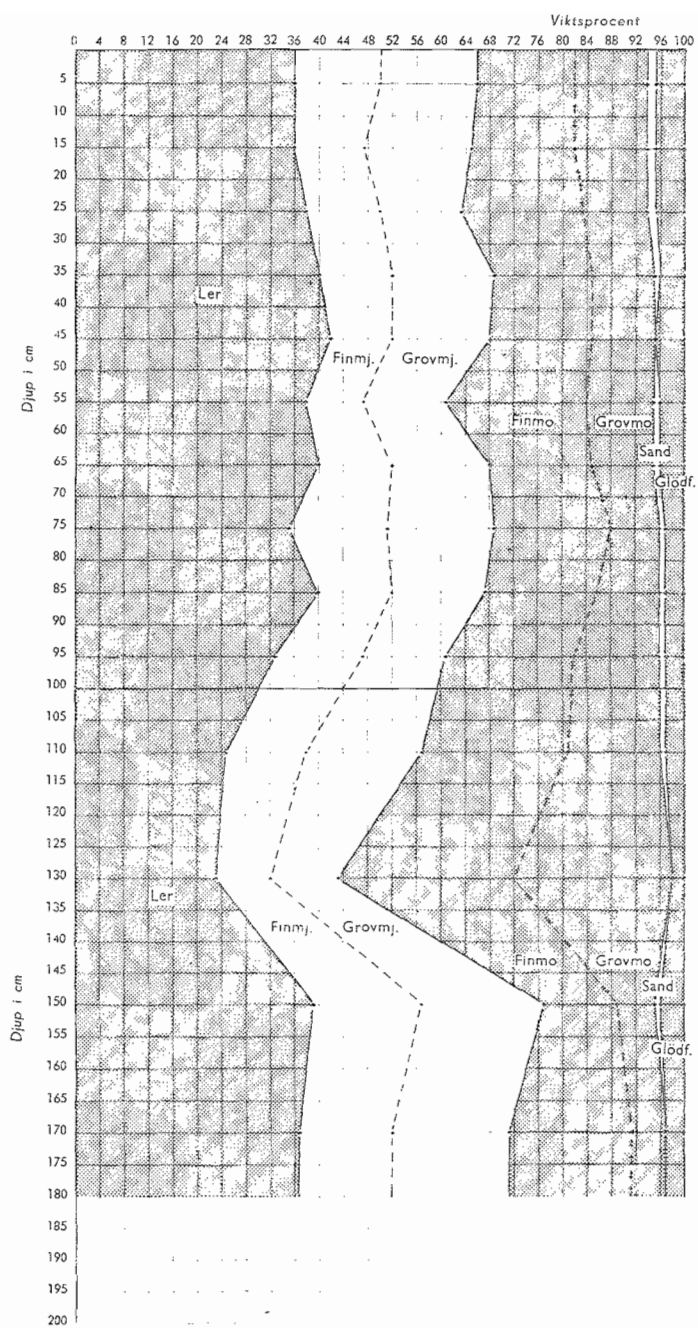 Viktsprocent
0 4 8 12 16 20 24 28 32 36 40 44 48 52 56 60 64 68 72 76 80 84 88 92 96 100
5
10
15
20
25
30
35
Ler
40
45
Finmj. Grovmj.
50
Djup i cm
55
Finmo Grovmo
60
65
Sand
70
Glödf.
75
80
85
90
95
100
105
110
115
120
125
130
Ler
135
Finmj. Grovmj.
140
Finmo Grovmo
145
Sand
150
Djup i cm
155
Glödf.
160
165
170
175
180
185
190
195
200